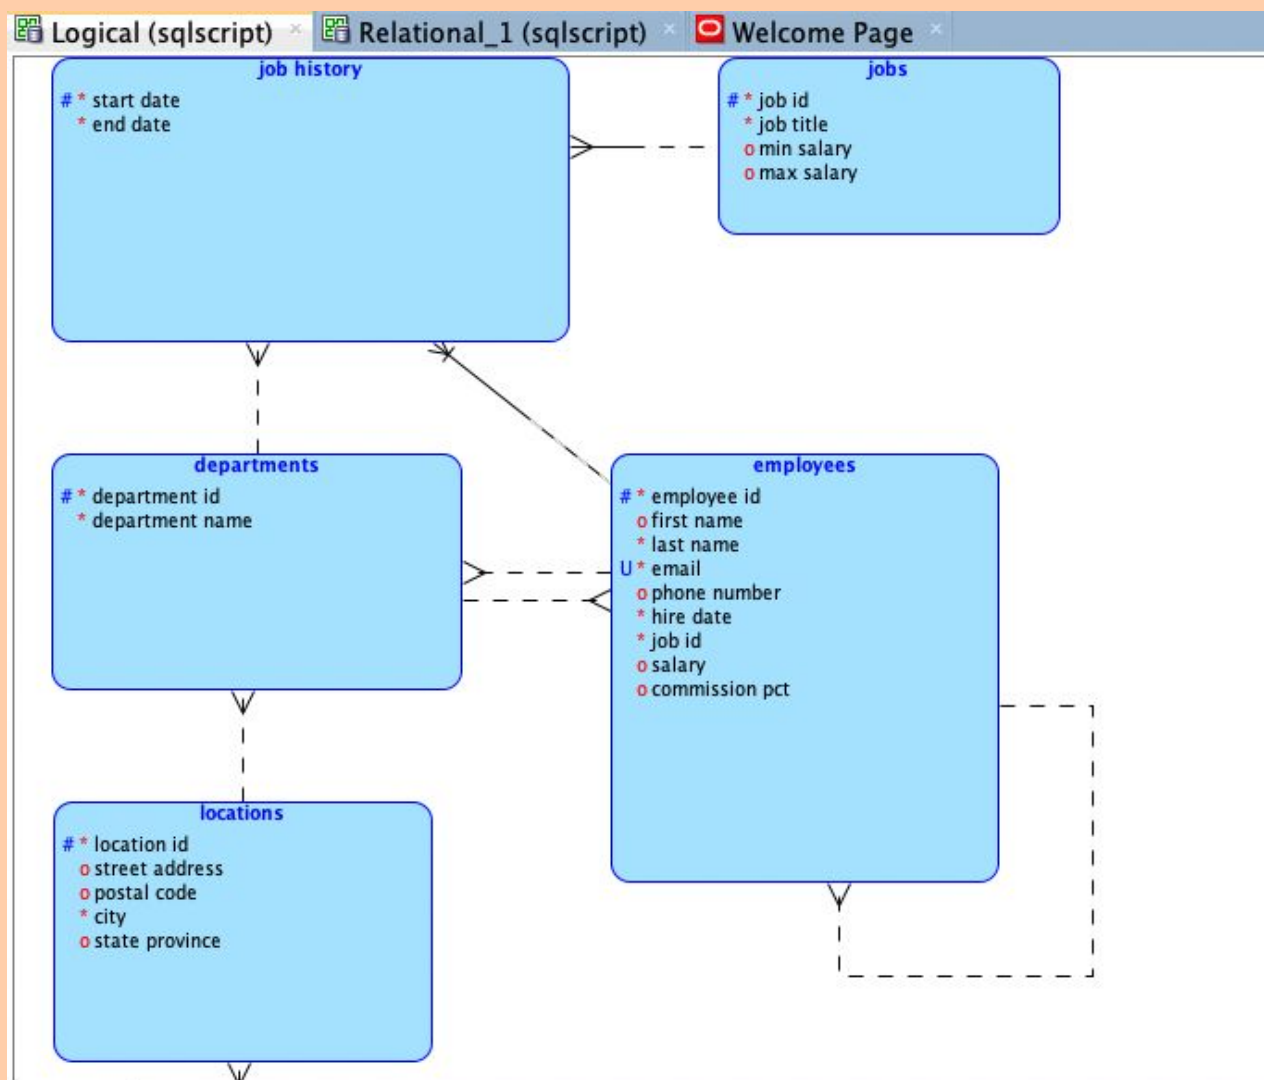 Logical (sqlscript) × Relational_1 (sqlscript) × Welcome Page ×
job history
# * start date
* end date
jobs
# * job id
* job title
o min salary
o max salary
departments
# * department id
* department name
employees
# * employee id
o first name
* last name
U * email
o phone number
* hire date
* job id
o salary
o commission pct
locations
# * location id
o street address
o postal code
* city
o state province